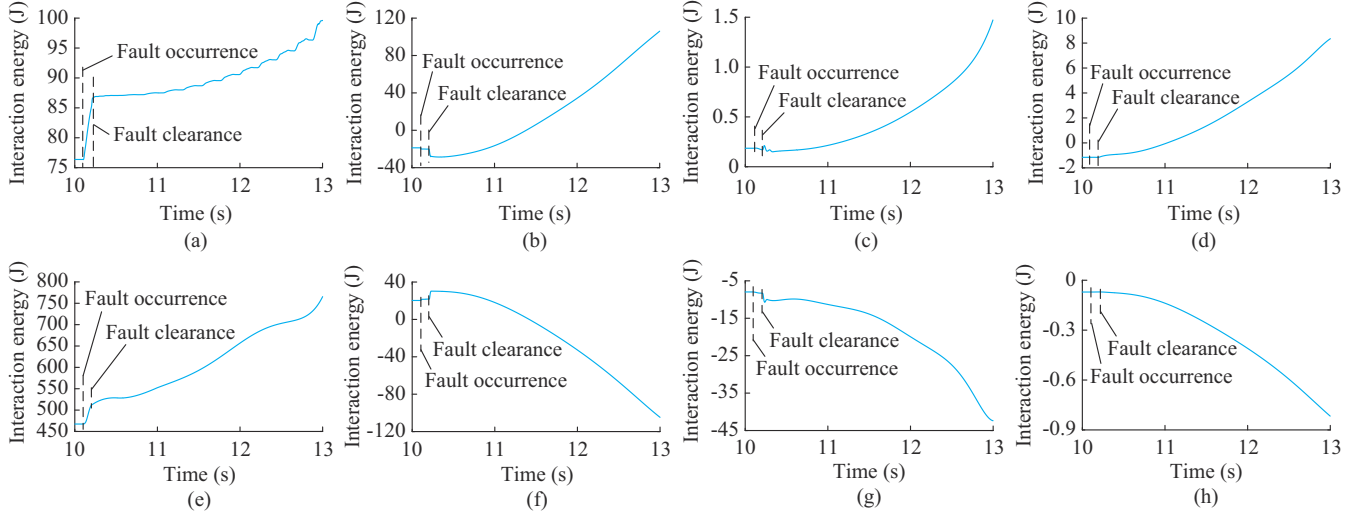 Interaction energy (J)
100
95
90
85
80
75
Fault occurrence
Fault clearance
10
11
12
13
Time (s)
(a)
Interaction energy (J)
120
80
40
0
-40
Fault occurrence
Fault clearance
10
11
12
13
Time (s)
(b)
Interaction energy (J)
1.5
1.0
0.5
0
Fault occurrence
Fault clearance
10
11
12
13
Time (s)
(c)
Interaction energy (J)
10
8
6
4
2
0
-2
Fault occurrence
Fault clearance
10
11
12
13
Time (s)
(d)
Interaction energy (J)
800
750
700
650
600
550
500
450
Fault occurrence
Fault clearance
10
11
12
13
Time (s)
(e)
Interaction energy (J)
40
0
-40
-80
-120
Fault clearance
Fault occurrence
10
11
12
13
Time (s)
(f)
Interaction energy (J)
-5
-15
-25
-35
-45
Fault clearance
Fault occurrence
10
11
12
13
Time (s)
(g)
Interaction energy (J)
0
-0.3
-0.6
-0.9
Fault clearance
Fault occurrence
10
11
12
13
Time (s)
(h)